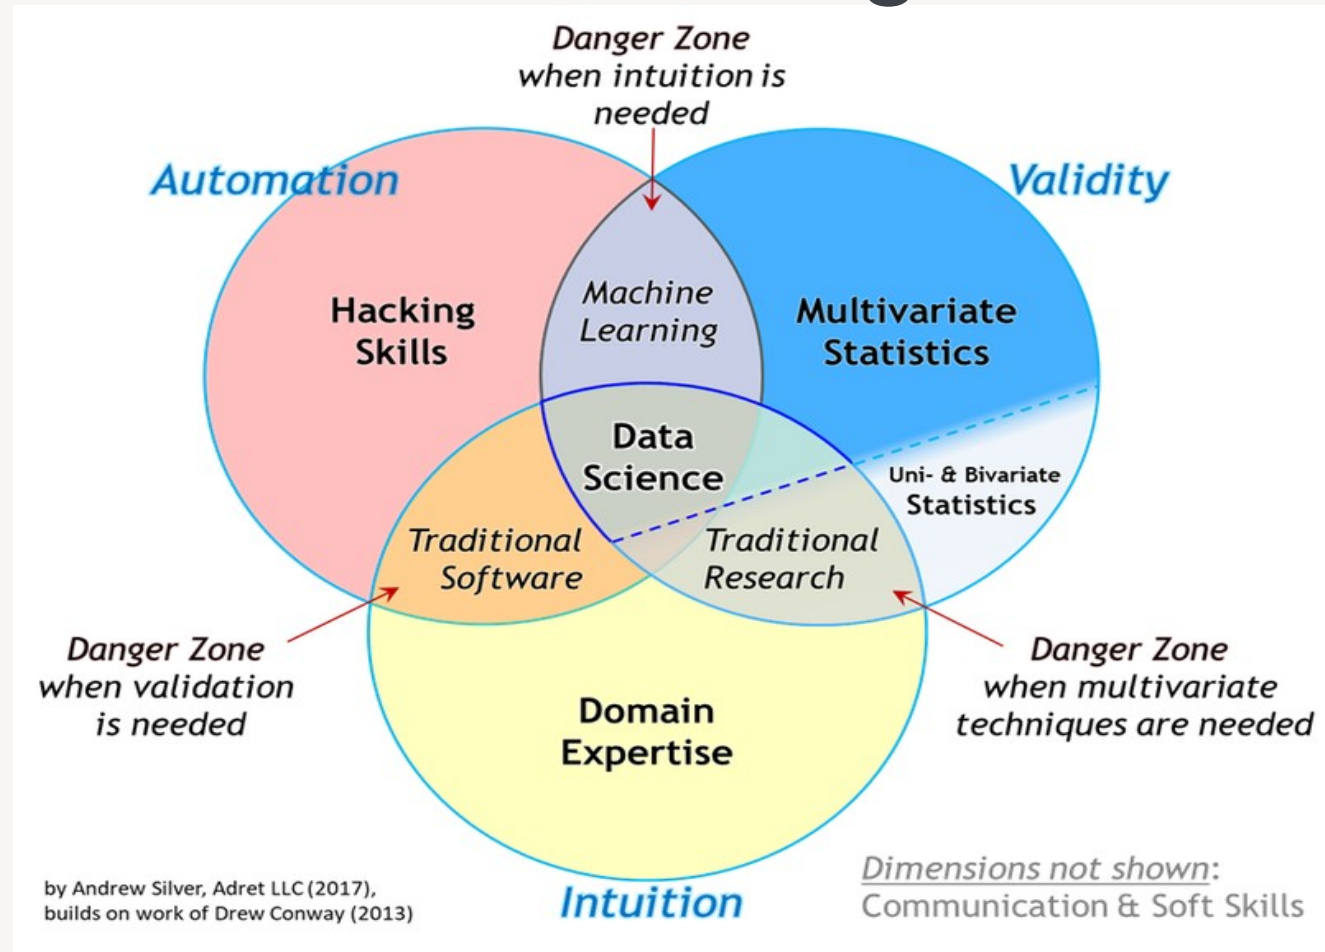 Danger Zone
when intuition is
needed
Automation
Validity
Hacking
Skills
Machine
Learning
Multivariate
Statistics
Data
Science
Uni- & Bivariate
Statistics
Traditional
Software
Traditional
Research
Danger Zone
when validation
is needed
Danger Zone
when multivariate
techniques are needed
Domain
Expertise
by Andrew Silver, Adret LLC (2017),
builds on work of Drew Conway (2013)
Intuition
Dimensions not shown:
Communication & Soft Skills